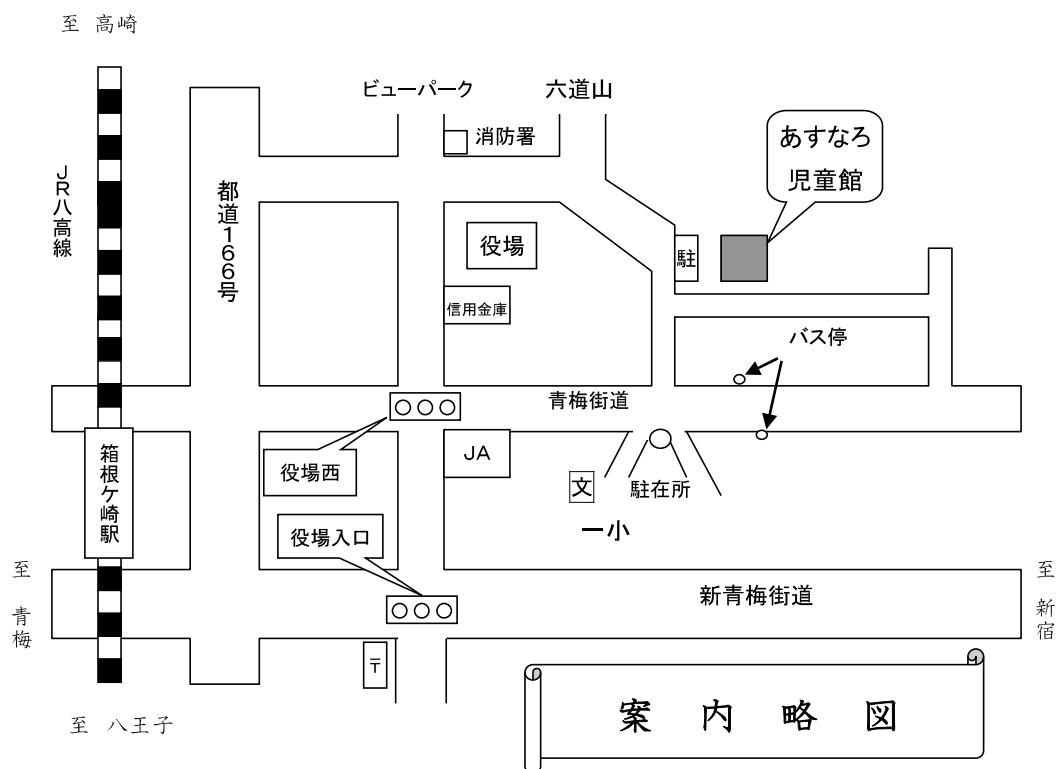 至 高崎
ビューパーク
六道山
消防署
あすなろ
児童館
JR八高線
都道166号
役場
駐
信用金庫
バス停
青梅街道
役場西
JA
箱根ケ崎駅
文
駐在所
一小
役場入口
至 青梅
新青梅街道
至 新宿
〒
至 八王子
案内略図